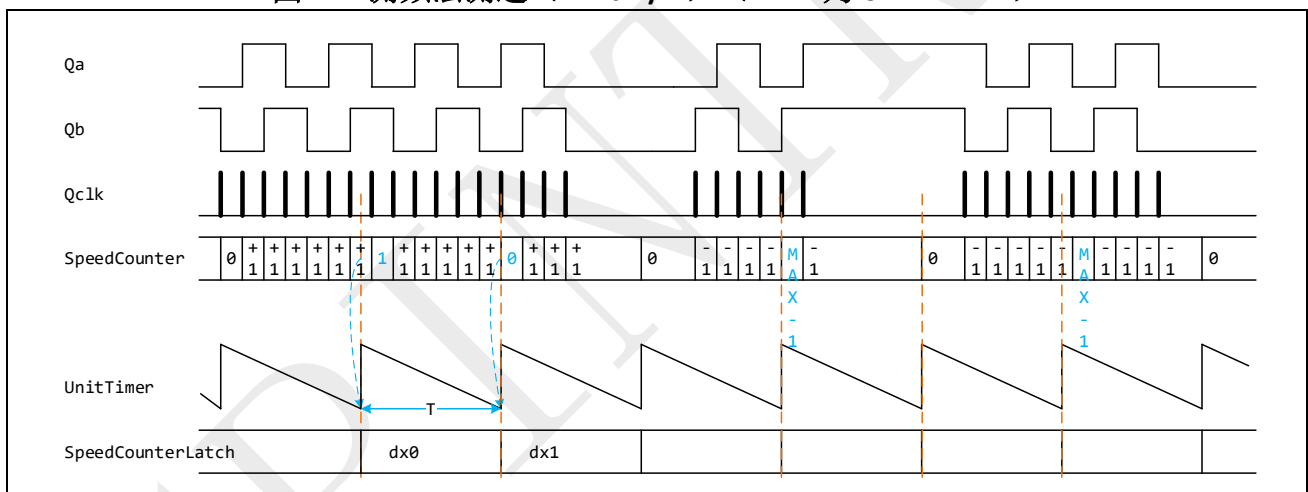 Qa
Qb
Qclk
SpeedCounter 0 +1 +1 +1 +1 +1 +1 1 +1 +1 +1 +1 +1 0 +1 +1 +1 0 -1 -1 -1 -1 MAX-1 -1 0 -1 -1 -1 -1 -1 MAX-1 -1 -1 -1 -1 0
UnitTimer T
SpeedCounterLatch dx0 dx1